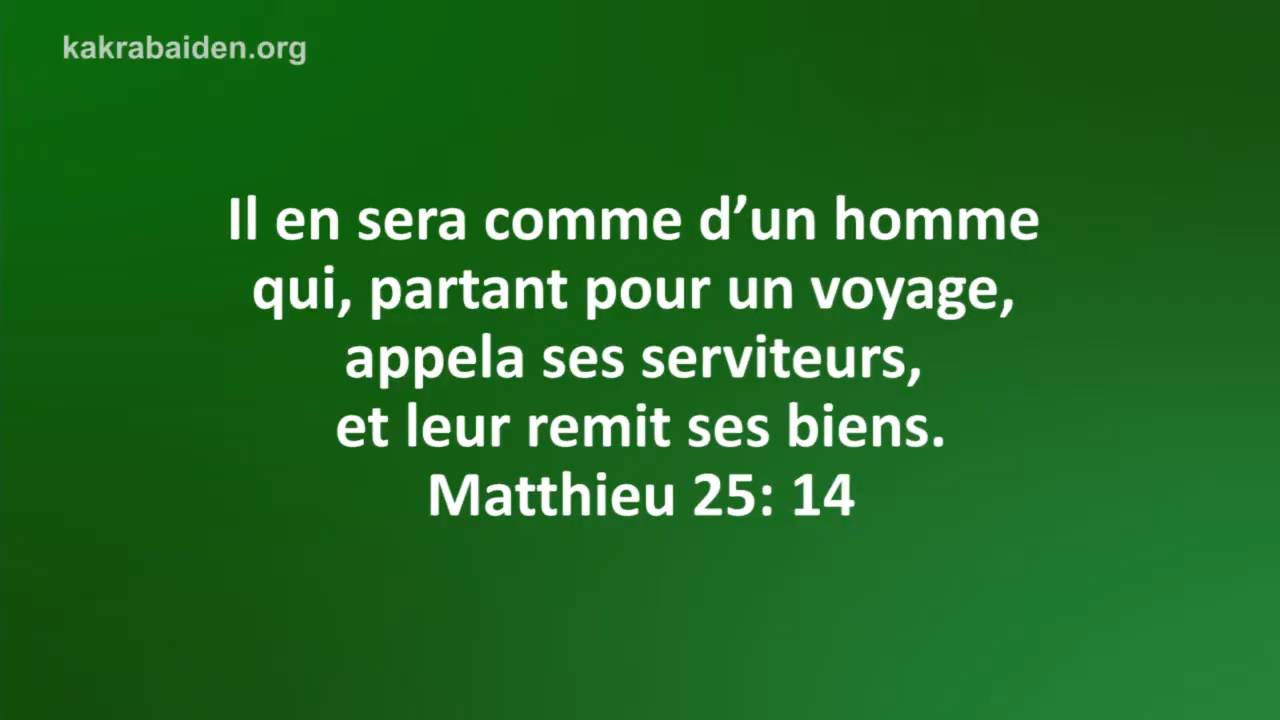 kakrabaiden.org
Il en sera comme d’un homme
qui, partant pour un voyage,
appela ses serviteurs,
et leur remit ses biens.
Matthieu 25: 14